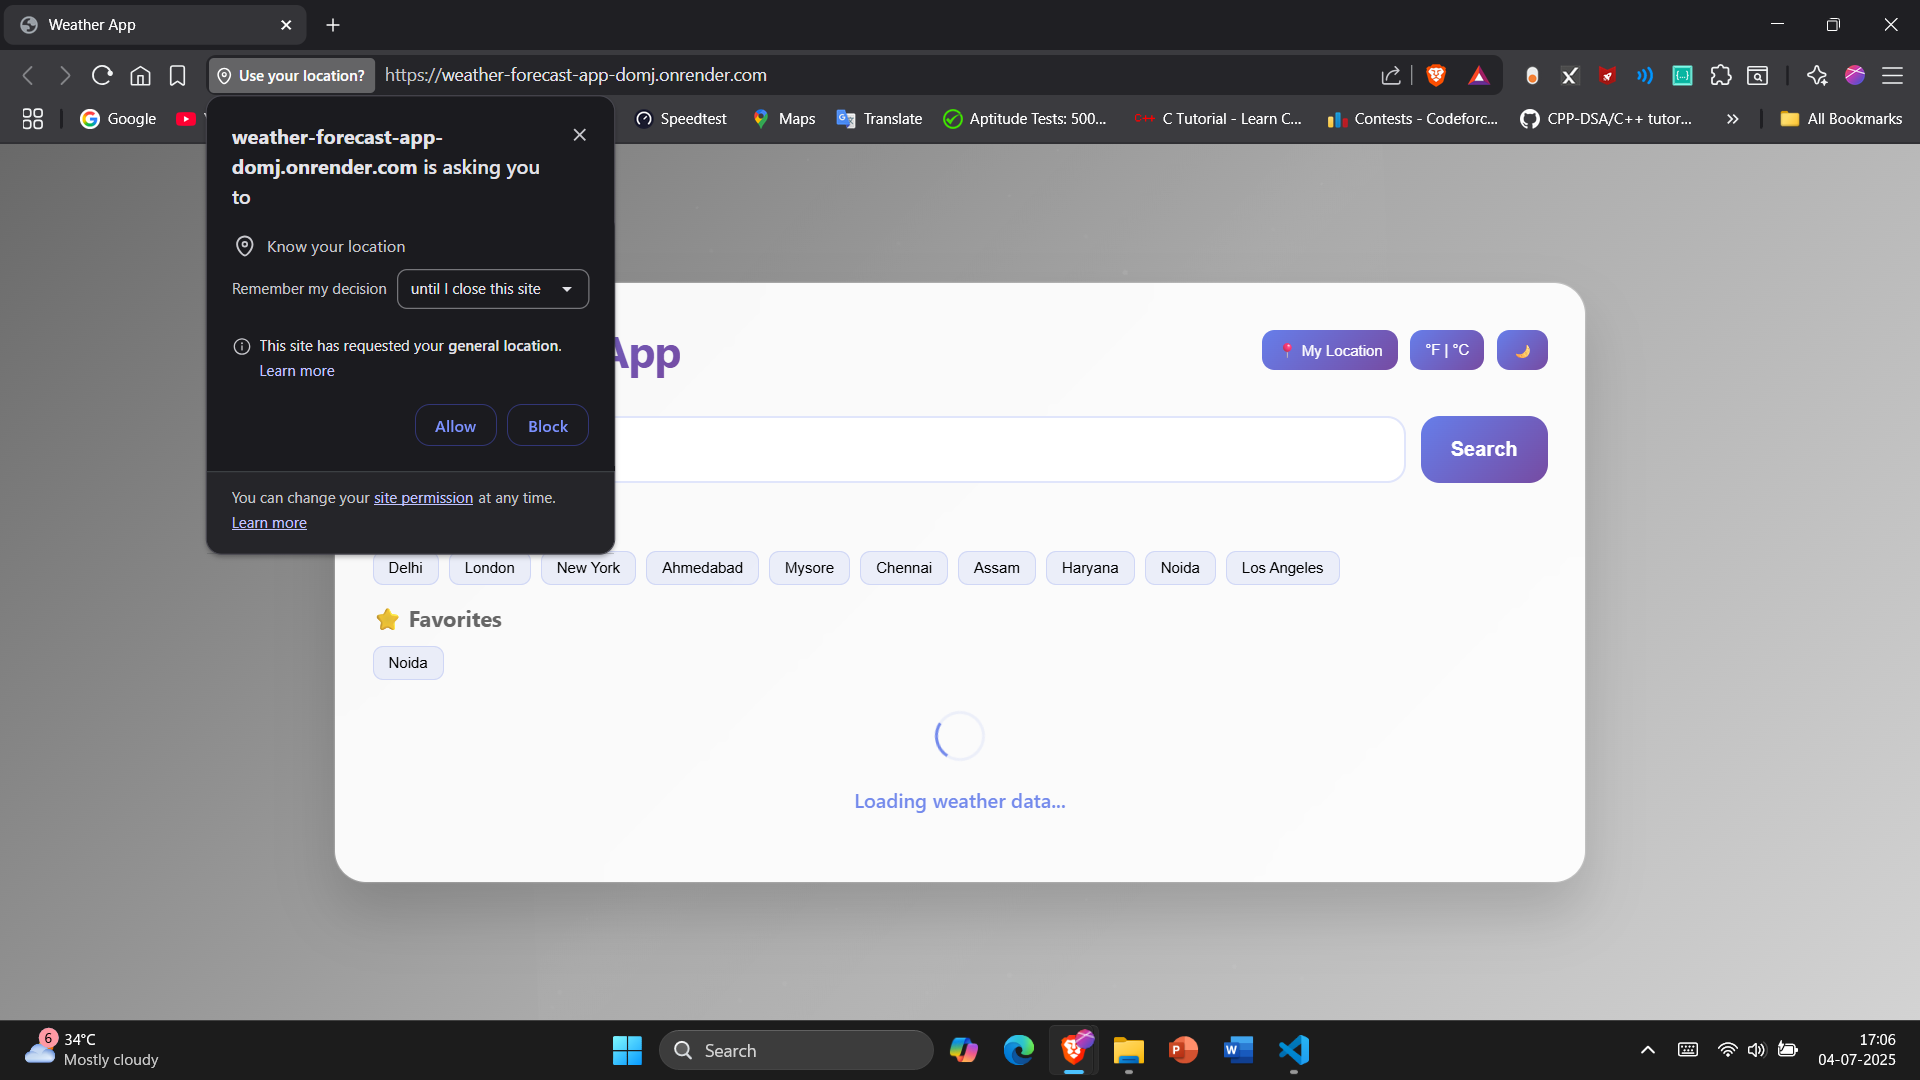 Weather App
Use your location?
https://weather-forecast-app-domj.onrender.com
Google
Speedtest
Maps
Translate
Aptitude Tests: 500...
C++
C Tutorial - Learn C...
Contests - Codeforc...
CPP-DSA/C++ tutor...
All Bookmarks
weather-forecast-app-
domj.onrender.com is asking you
to
Know your location
Remember my decision
until I close this site
This site has requested your general location.
Learn more
Allow
Block
You can change your site permission at any time.
Learn more
App
My Location
°F | °C
Search
Delhi
London
New York
Ahmedabad
Mysore
Chennai
Assam
Haryana
Noida
Los Angeles
Favorites
Noida
Loading weather data...
6
34°C
Mostly cloudy
Search
17:06
04-07-2025